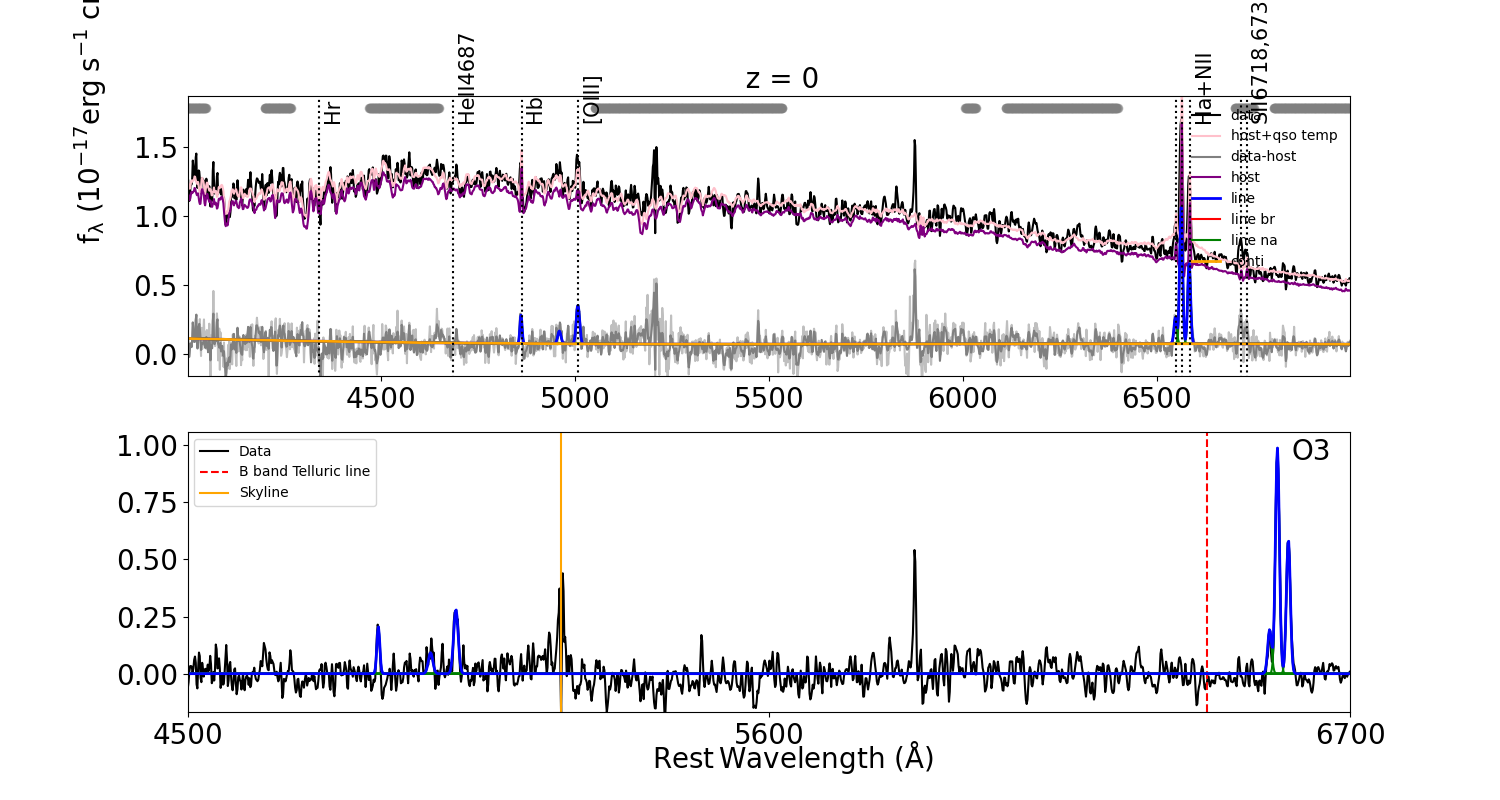 z = 0
Hr
HeII4687
Hb
[OIII]
Ha+NII
SII6718,673
f_λ (10⁻¹⁷erg s⁻¹
data
host+qso temp
data-host
host
line
line br
line na
conti
1.5
1.0
0.5
0.0
4500 5000 5500 6000 6500
O3
Data
B band Telluric line
Skyline
1.00
0.75
0.50
0.25
0.00
4500 5600 6700
Rest Wavelength (Å)